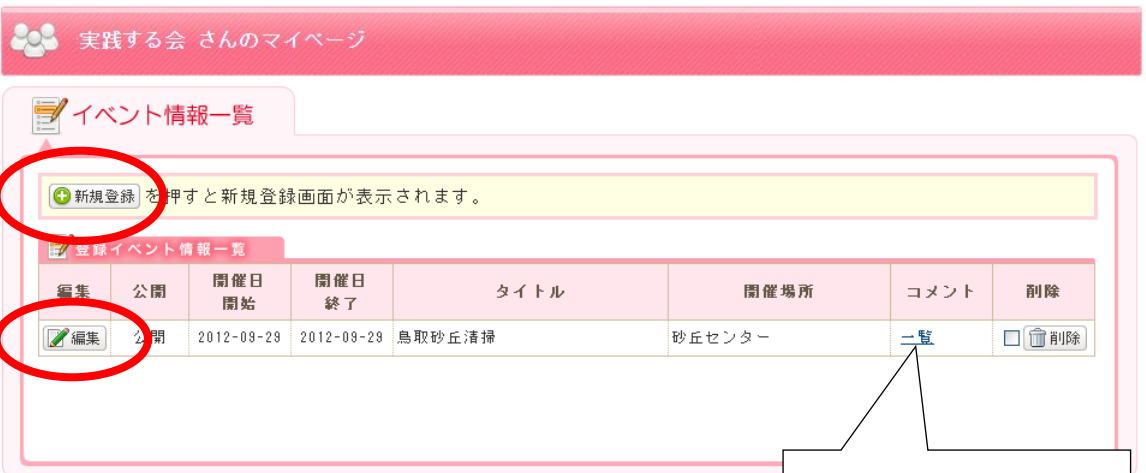 実践する会 さんのマイページ
イベント情報一覧
新規登録 を押すと新規登録画面が表示されます。
登録イベント情報一覧
編集 公開 開催日開始 開催日終了 タイトル 開催場所 コメント 削除
編集 公開 2012-09-29 2012-09-29 鳥取砂丘清掃 砂丘センター 一覧 削除